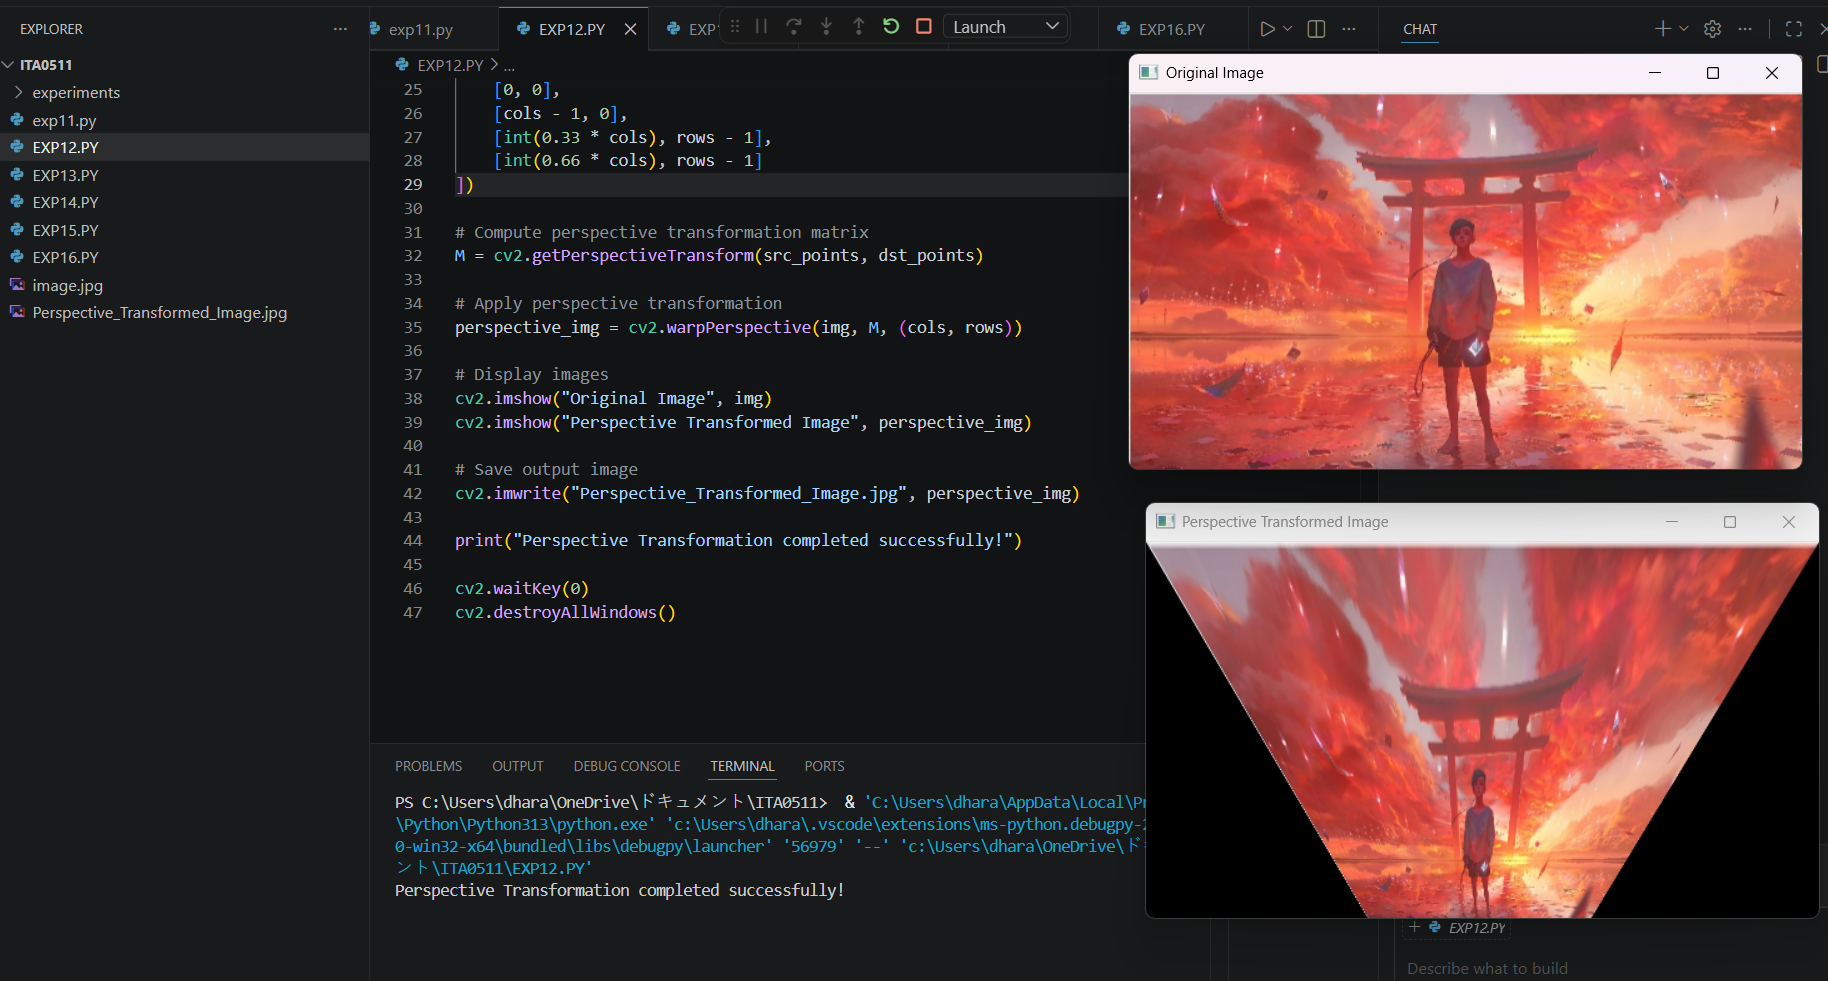 EXPLORER
ITA0511
experiments
exp11.py
EXP12.PY
EXP13.PY
EXP14.PY
EXP15.PY
EXP16.PY
image.jpg
Perspective_Transformed_Image.jpg
exp11.py
EXP12.PY
EXP
Launch
EXP16.PY
EXP12.PY > ...
25 [0, 0],
26 [cols - 1, 0],
27 [int(0.33 * cols), rows - 1],
28 [int(0.66 * cols), rows - 1]
29 ])
30
31 # Compute perspective transformation matrix
32 M = cv2.getPerspectiveTransform(src_points, dst_points)
33
34 # Apply perspective transformation
35 perspective_img = cv2.warpPerspective(img, M, (cols, rows))
36
37 # Display images
38 cv2.imshow("Original Image", img)
39 cv2.imshow("Perspective Transformed Image", perspective_img)
40
41 # Save output image
42 cv2.imwrite("Perspective_Transformed_Image.jpg", perspective_img)
43
44 print("Perspective Transformation completed successfully!")
45
46 cv2.waitKey(0)
47 cv2.destroyAllWindows()
PROBLEMS OUTPUT DEBUG CONSOLE TERMINAL PORTS
PS C:\Users\dhara\OneDrive\ドキュメント\ITA0511> & 'C:\Users\dhara\AppData\Local\P
\Python\Python313\python.exe' 'c:\Users\dhara\.vscode\extensions\ms-python.debugpy-
0-win32-x64\bundled\libs\debugpy\launcher' '56979' '--' 'c:\Users\dhara\OneDrive\ド
ント\ITA0511\EXP12.PY'
Perspective Transformation completed successfully!
CHAT
Original Image
Perspective Transformed Image
EXP12.PY
Describe what to build